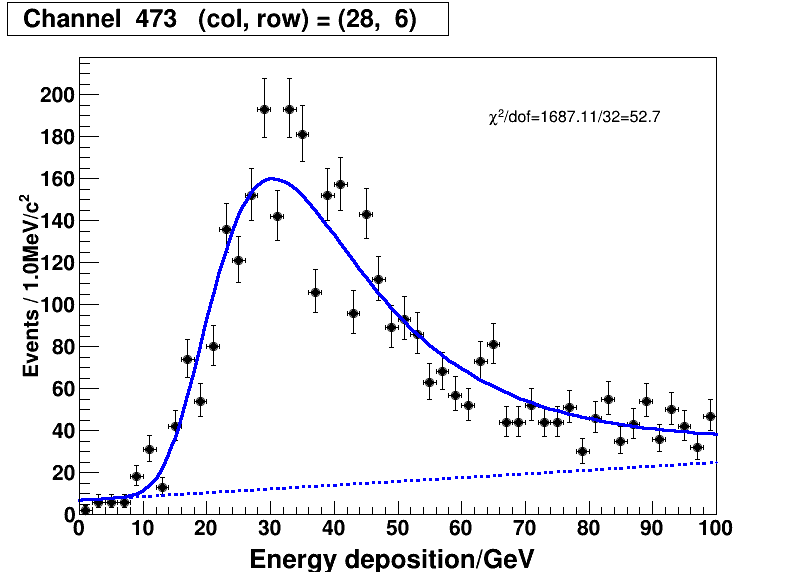 Channel 473 (col, row) = (28, 6)
χ²/dof=1687.11/32=52.7
Events / 1.0MeV/c²
200
180
160
140
120
100
80
60
40
20
0
0 10 20 30 40 50 60 70 80 90 100
Energy deposition/GeV